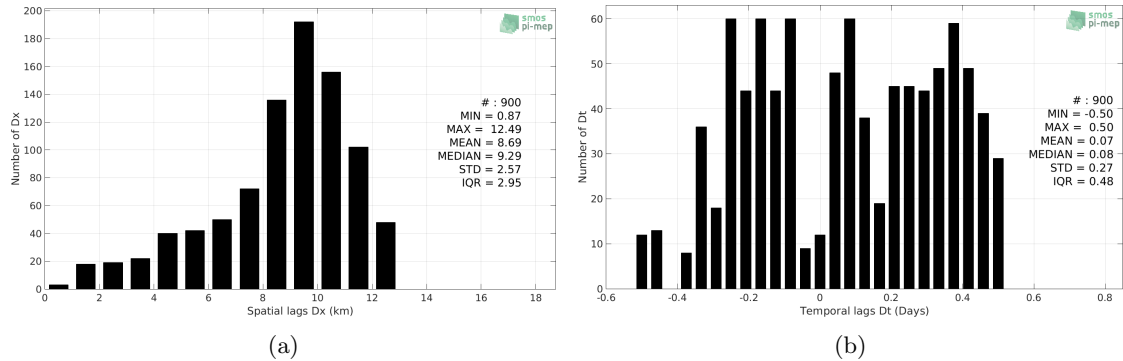 200
180
160
140
120
100
80
60
40
20
0
Number of Dx
0 2 4 6 8 10 12 14 16 18
Spatial lags Dx (km)
smos
pi-mep
# : 900
MIN = 0.87
MAX = 12.49
MEAN = 8.69
MEDIAN = 9.29
STD = 2.57
IQR = 2.95
(a)
60
50
40
30
20
10
0
Number of Dt
-0.6 -0.4 -0.2 0 0.2 0.4 0.6 0.8
Temporal lags Dt (Days)
smos
pi-mep
# : 900
MIN = -0.50
MAX = 0.50
MEAN = 0.07
MEDIAN = 0.08
STD = 0.27
IQR = 0.48
(b)